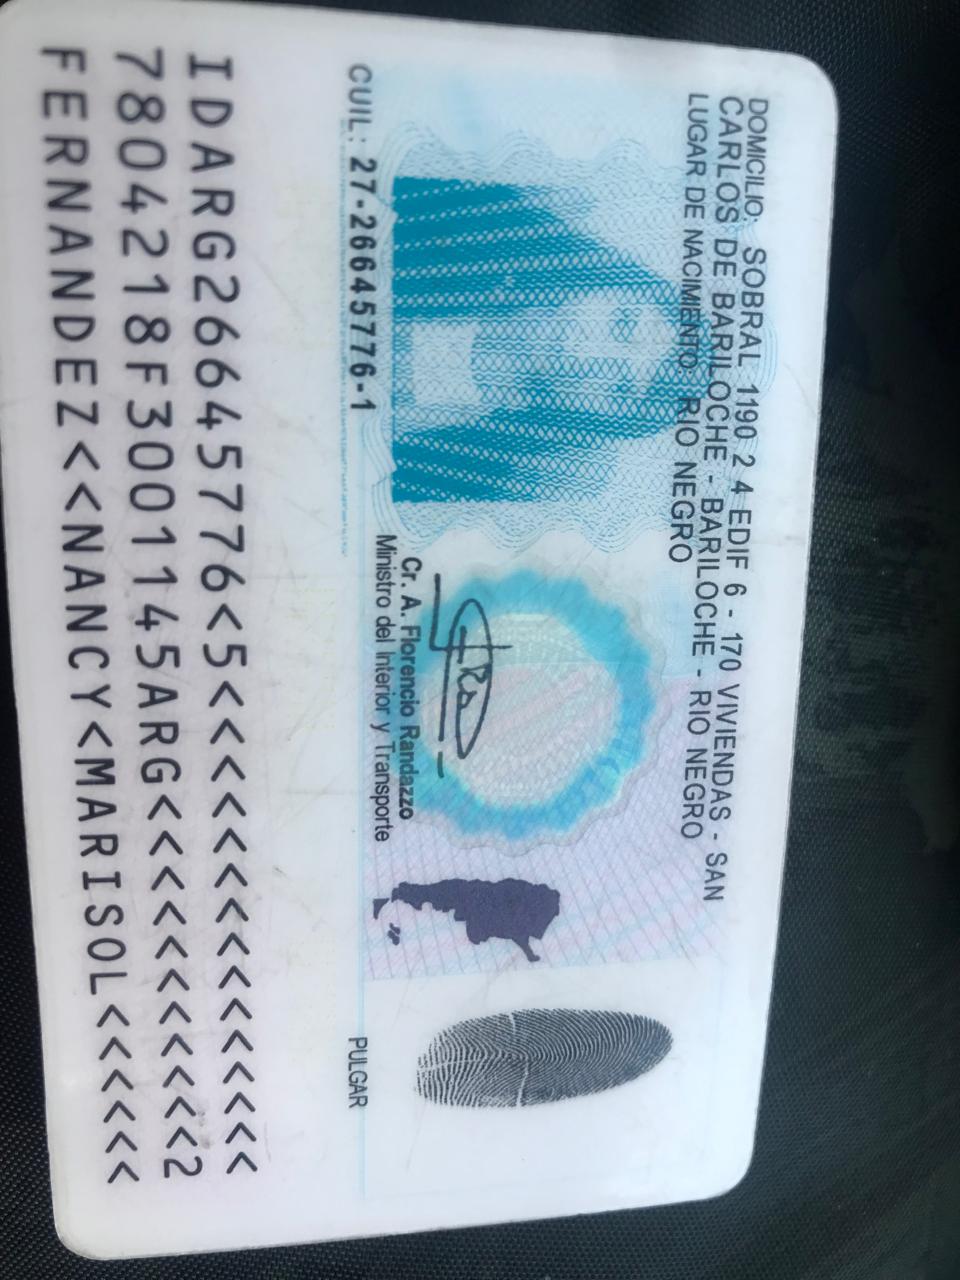 DOMICILIO: SOBRAL 1190 2 4 EDIF 6 - 170 VIVIENDAS - SAN
CARLOS DE BARILOCHE - BARILOCHE - RIO NEGRO
LUGAR DE NACIMIENTO: RIO NEGRO
Cr. A. Florencio Randazzo
Ministro del Interior y Transporte
CUIL: 27-26645776-1
PULGAR
IDARG26645776<5<<<<<<<<<<<<<<<
7804218F3001145ARG<<<<<<<<<<<2
FERNANDEZ<<NANCY<MARISOL<<<<<<